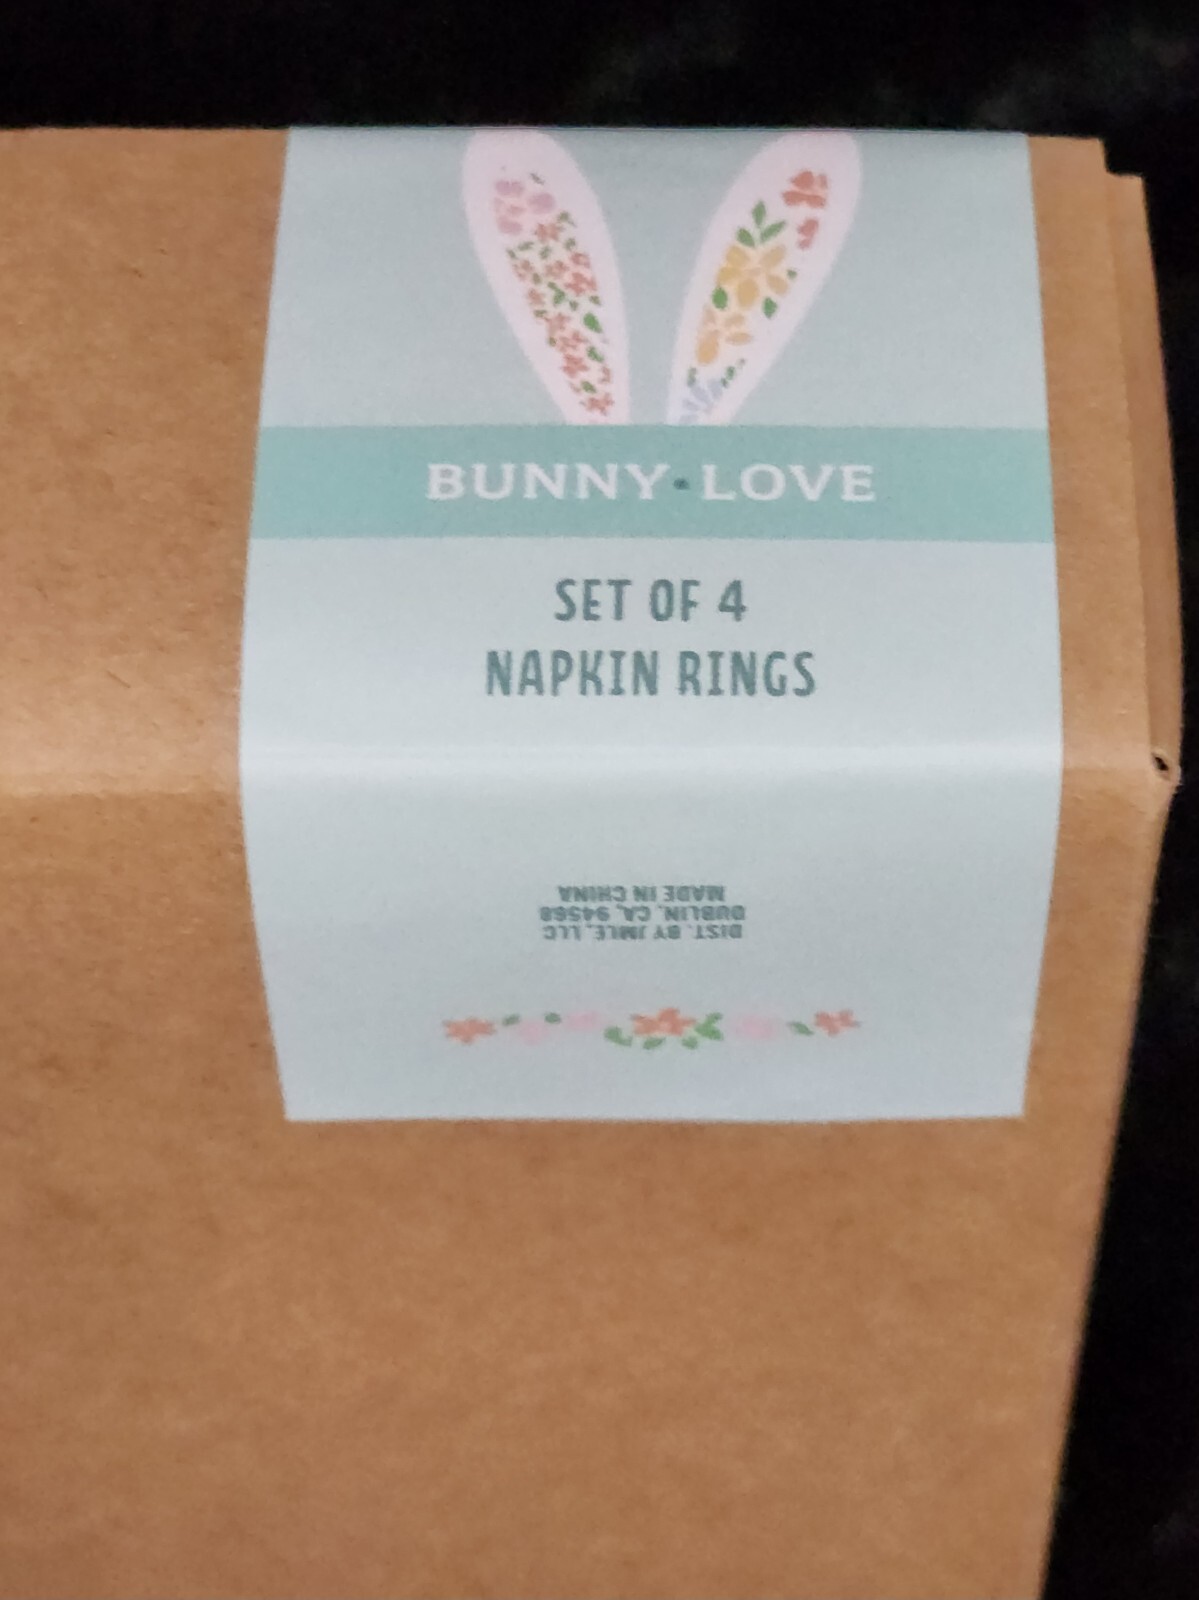 BUNNY·LOVE
SET OF 4
NAPKIN RINGS
DIST. BY JMLE, LLC
DUBLIN, CA, 94568
MADE IN CHINA